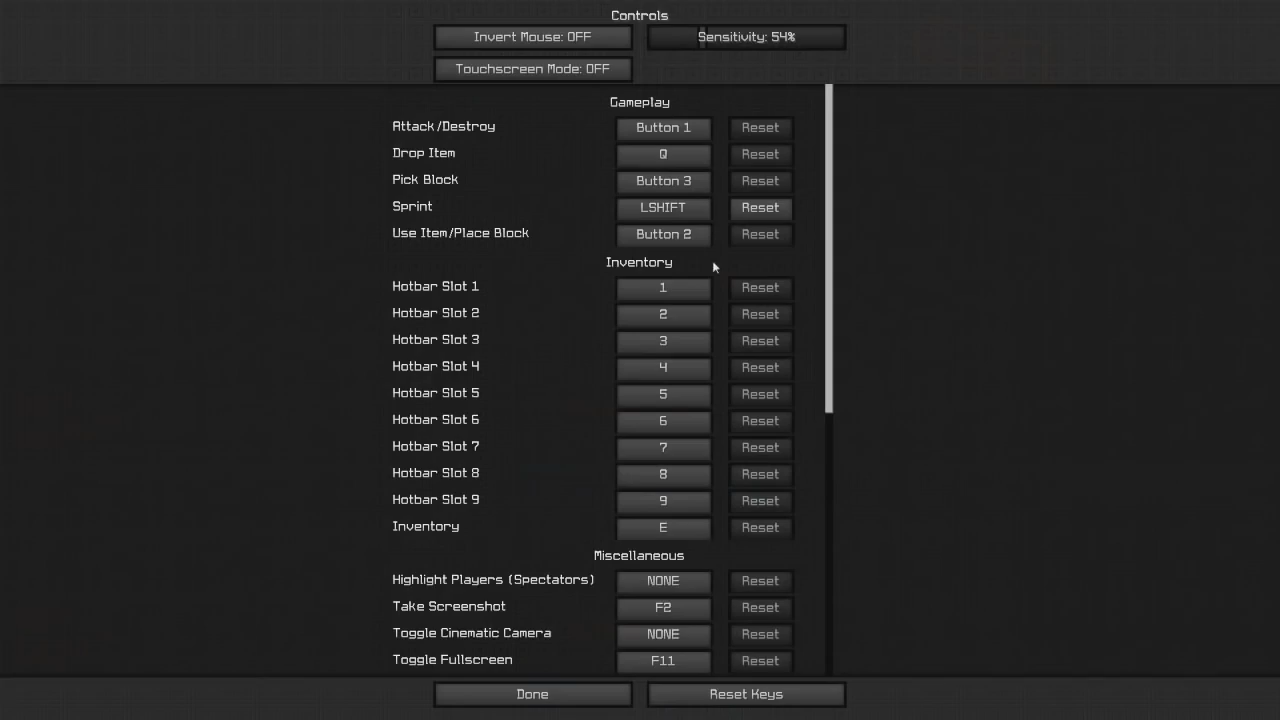 Controls
Invert Mouse: OFF Sensitivity: 54%
Touchscreen Mode: OFF
Gameplay
Attack/Destroy Button 1 Reset
Drop Item Q Reset
Pick Block Button 3 Reset
Sprint LSHIFT Reset
Use Item/Place Block Button 2 Reset
Inventory
Hotbar Slot 1 1 Reset
Hotbar Slot 2 2 Reset
Hotbar Slot 3 3 Reset
Hotbar Slot 4 4 Reset
Hotbar Slot 5 5 Reset
Hotbar Slot 6 6 Reset
Hotbar Slot 7 7 Reset
Hotbar Slot 8 8 Reset
Hotbar Slot 9 9 Reset
Inventory E Reset
Miscellaneous
Highlight Players (Spectators) NONE Reset
Take Screenshot F2 Reset
Toggle Cinematic Camera NONE Reset
Toggle Fullscreen F11 Reset
Done Reset Keys